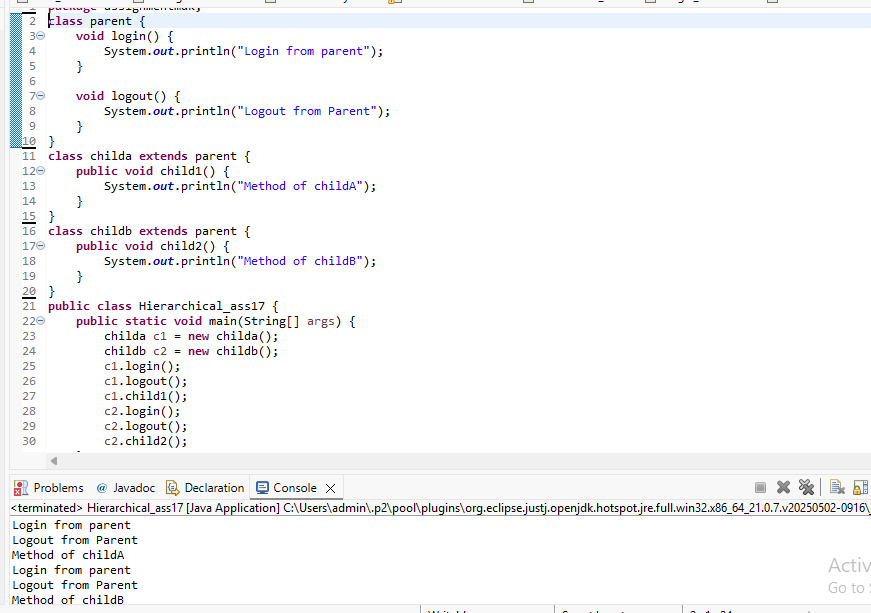 1 package assignmentmdk;
2 class parent {
3 void login() {
4 System.out.println("Login from parent");
5 }
6
7 void logout() {
8 System.out.println("Logout from Parent");
9 }
10 }
11 class childa extends parent {
12 public void child1() {
13 System.out.println("Method of childA");
14 }
15 }
16 class childb extends parent {
17 public void child2() {
18 System.out.println("Method of childB");
19 }
20 }
21 public class Hierarchical_ass17 {
22 public static void main(String[] args) {
23 childa c1 = new childa();
24 childb c2 = new childb();
25 c1.login();
26 c1.logout();
27 c1.child1();
28 c2.login();
29 c2.logout();
30 c2.child2();
Problems @ Javadoc Declaration Console
<terminated> Hierarchical_ass17 [Java Application] C:\Users\admin\.p2\pool\plugins\org.eclipse.justj.openjdk.hotspot.jre.full.win32.x86_64_21.0.7.v20250502-0916\
Login from parent
Logout from Parent
Method of childA
Login from parent
Logout from Parent
Method of childB
Activ
Go to S